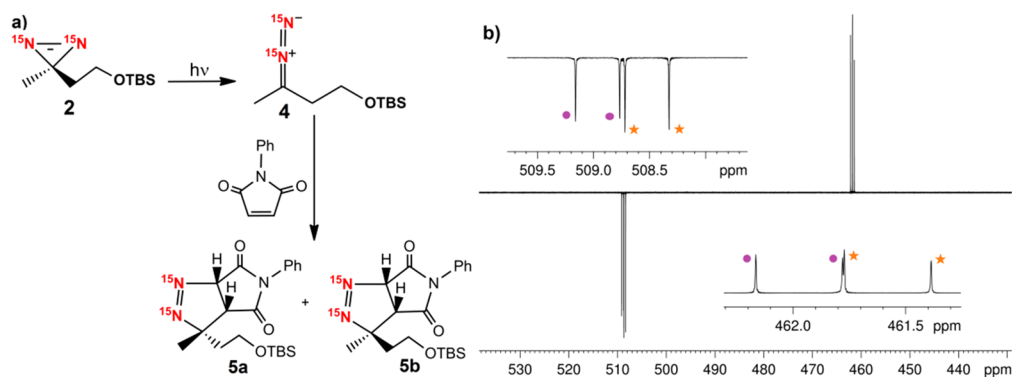 a)
¹⁵N ¹⁵N
OTBS
2
hν
¹⁵N⁻
¹⁵N⁺
OTBS
4
Ph
N
O O
H O
¹⁵N N Ph
H
¹⁵N O
OTBS
5a
+
H O
¹⁵N N Ph
H
¹⁵N O
OTBS
5b
b)
509.5 509.0 508.5 ppm
462.0 461.5 ppm
530 520 510 500 490 480 470 460 450 440 ppm